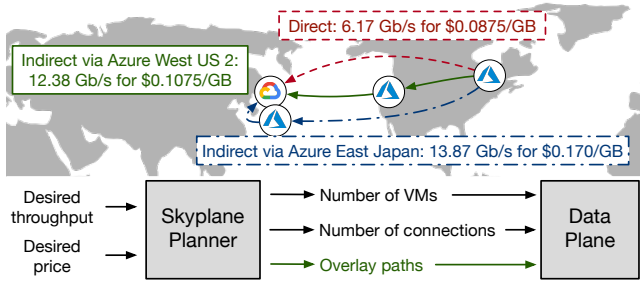 Direct: 6.17 Gb/s for $0.0875/GB
Indirect via Azure West US 2:
12.38 Gb/s for $0.1075/GB
Indirect via Azure East Japan: 13.87 Gb/s for $0.170/GB
Desired
throughput
Desired
price
Skyplane
Planner
Number of VMs
Number of connections
Overlay paths
Data
Plane